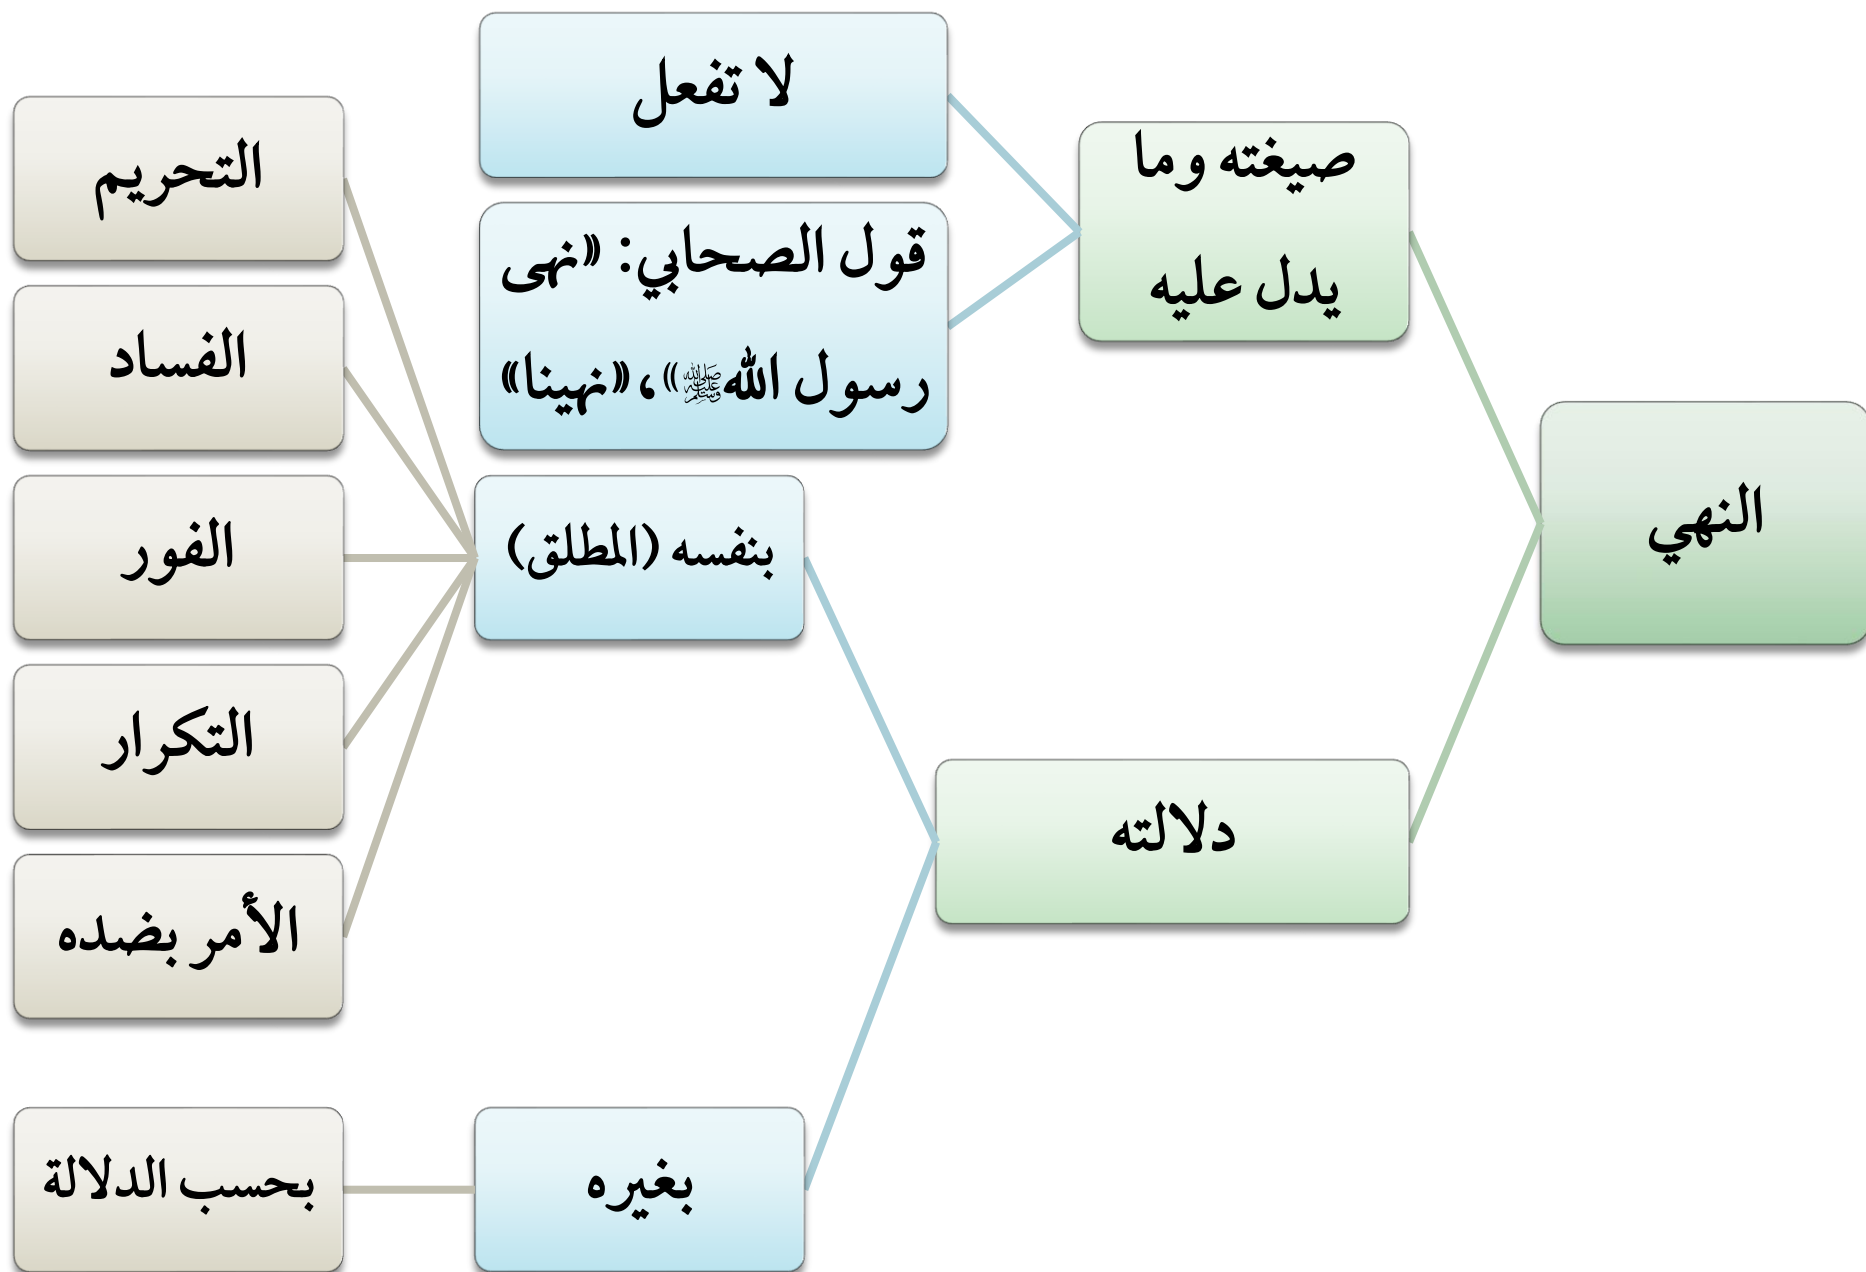 النهي
صيغته وما
يدل عليه
لا تفعل
قول الصحابي: «نهى
رسول الله ﷺ»، «نهينا»
دلالته
بنفسه (المطلق)
التحريم
الفساد
الفور
التكرار
الأمر بضده
بغيره
بحسب الدلالة